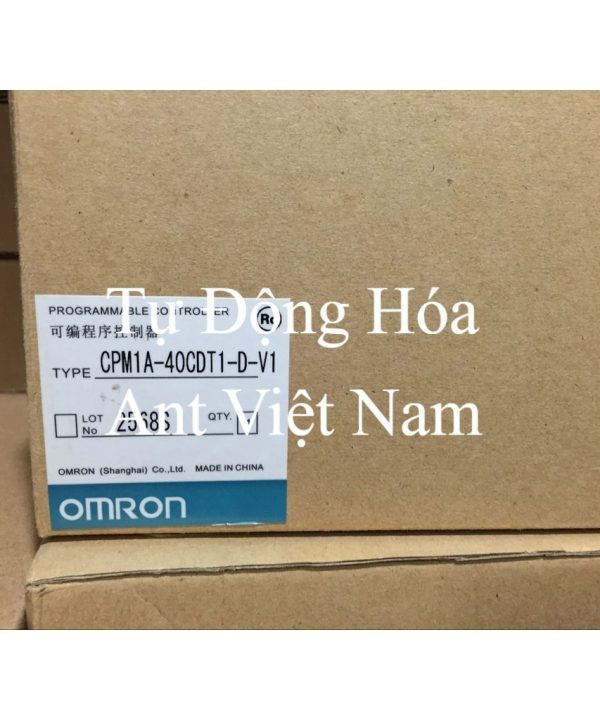 PROGRAMMABLE CONTROLLER
可编程序控制器
TYPE CPM1A-40CDT1-D-V1
LOT No 2568S QTY.
OMRON (Shanghai) Co.,Ltd. MADE IN CHINA
OMRON
Tự Động Hóa
Ant Việt Nam